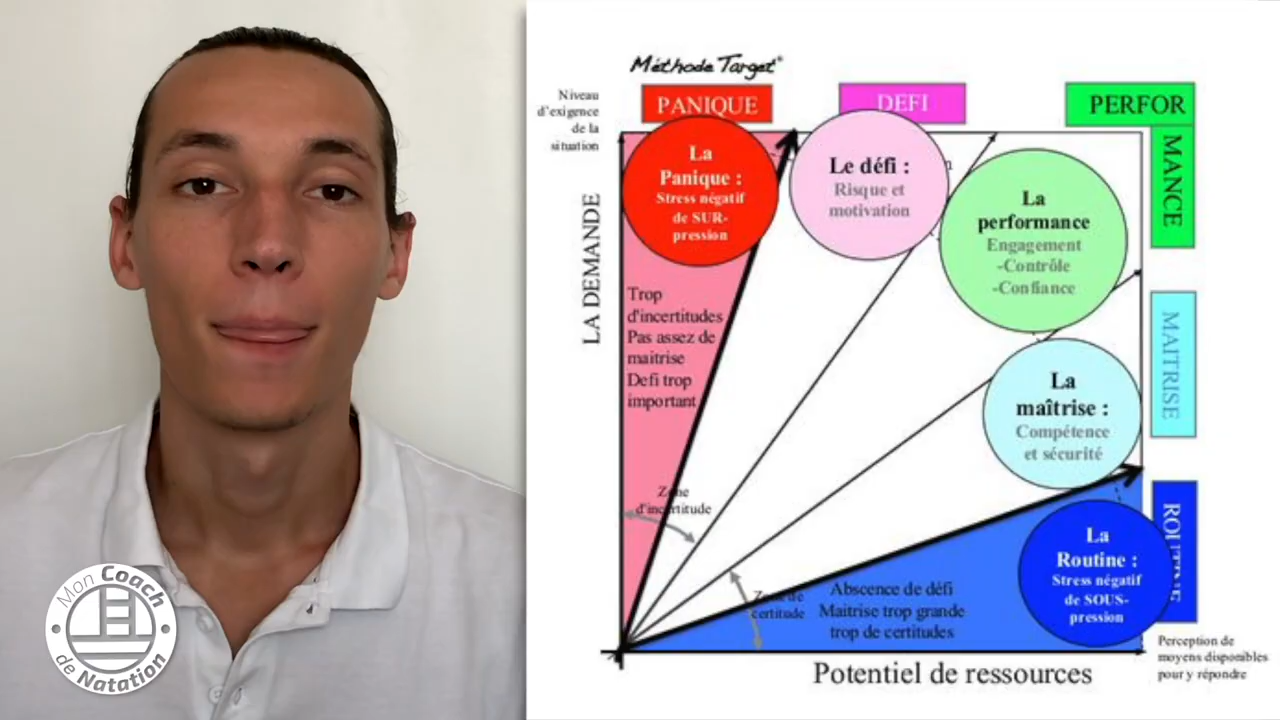 Mon Coach
de Natation
Méthode Target®
Niveau
d'exigence
de la
situation
PANIQUE
DEFI
PERFOR
MANCE
MAITRISE
LA DEMANDE
La
Panique :
Stress négatif
de SUR-
pression
Le défi :
Risque et
motivation
La
performance
Engagement
-Contrôle
-Confiance
La
maîtrise :
Compétence
et sécurité
La
Routine :
Stress négatif
de SOUS-
pression
Trop
d'incertitudes
Pas assez de
maitrise
Defi trop
important
Zone
d'incertitude
Zone de
certitude
Abscence de défi
Maitrise trop grande
trop de certitudes
Potentiel de ressources
Perception de
moyens disponibles
pour y répondre